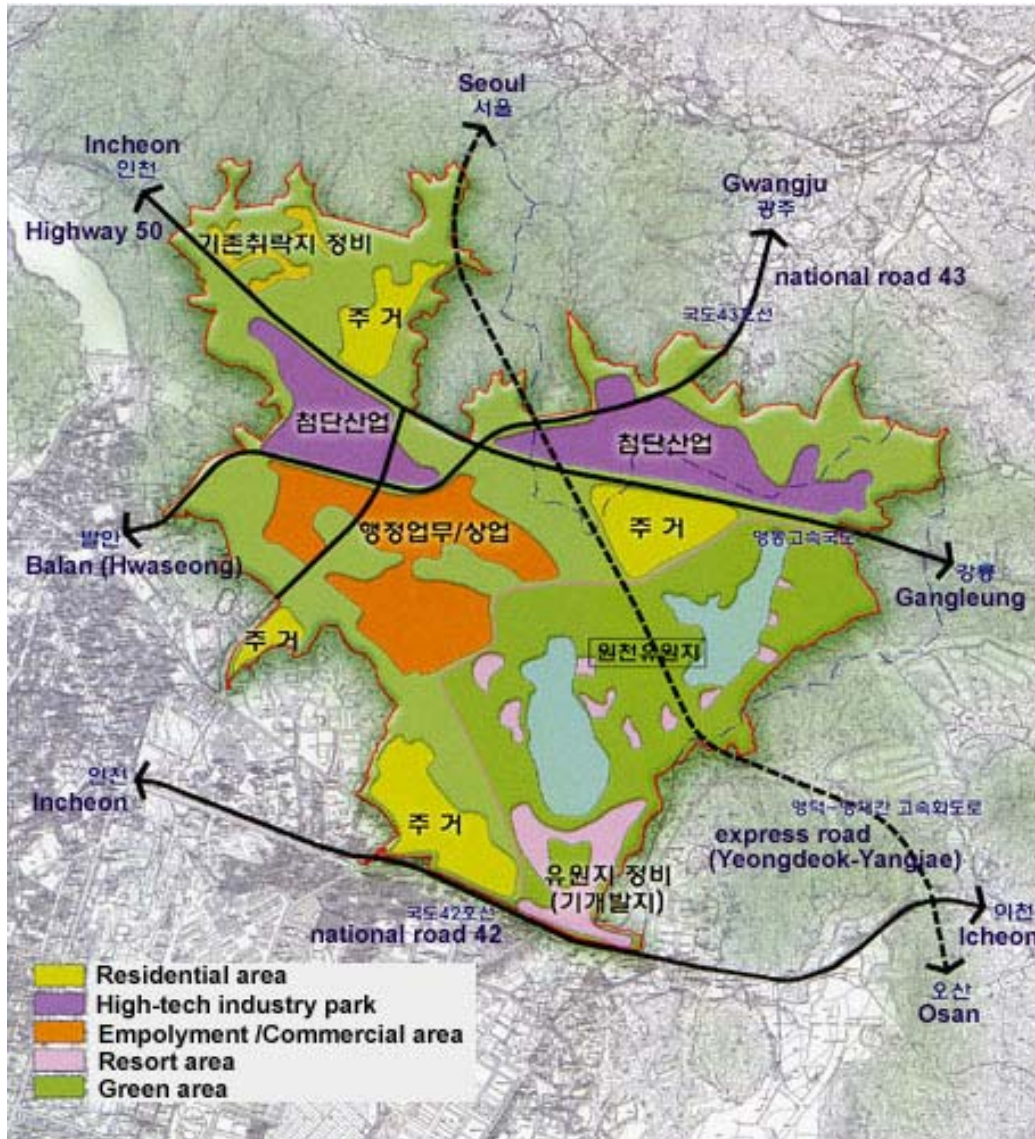 Seoul
서울
Incheon
인천
Gwangju
광주
Highway 50
기존취락지 정비
national road 43
국도43호선
주 거
첨단산업
첨단산업
행정업무/상업
주 거
영동고속국도
발안
Balan (Hwaseong)
강릉
Gangleung
주 거
원천유원지
인천
Incheon
주 거
영덕-양재간 고속화도로
express road
(Yeongdeok-Yangjae)
유원지 정비
(기개발지)
국도42호선
national road 42
이천
Icheon
오산
Osan
Residential area
High-tech industry park
Empolyment /Commercial area
Resort area
Green area